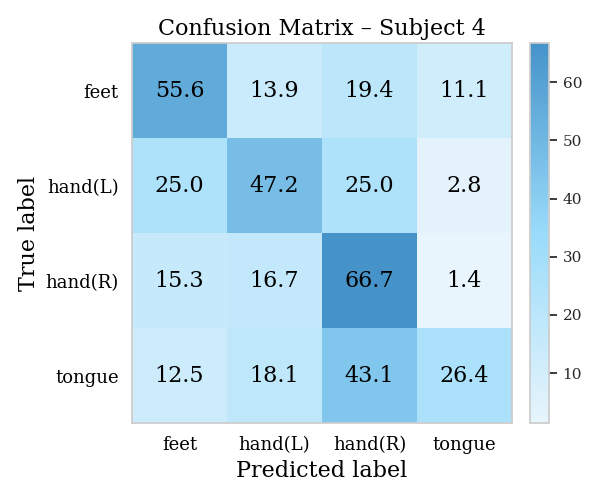 Confusion Matrix – Subject 4
True label
feet 55.6 13.9 19.4 11.1
hand(L) 25.0 47.2 25.0 2.8
hand(R) 15.3 16.7 66.7 1.4
tongue 12.5 18.1 43.1 26.4
feet hand(L) hand(R) tongue
Predicted label
60
50
40
30
20
10